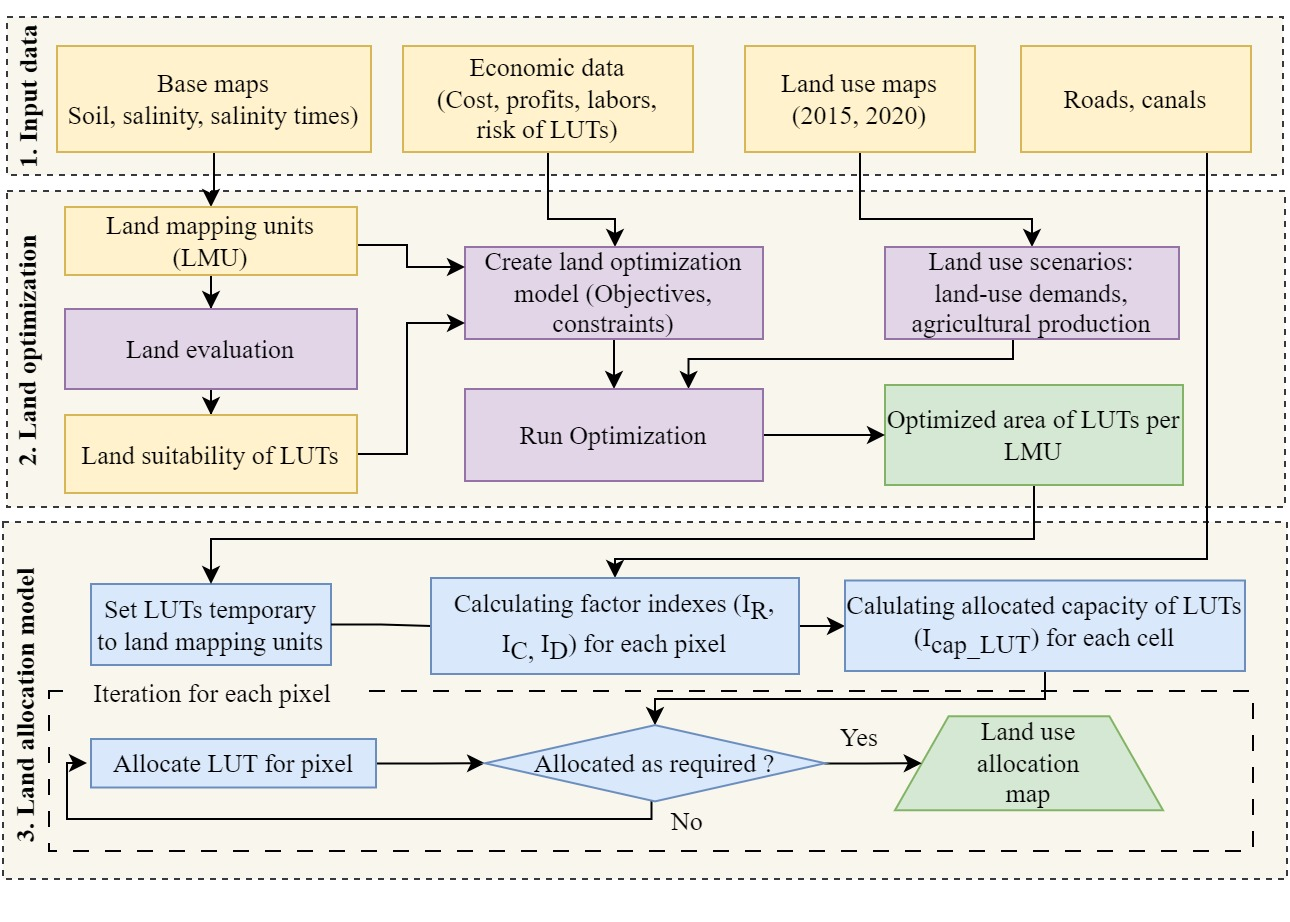 1. Input data
Base maps
Soil, salinity, salinity times)
Economic data
(Cost, profits, labors,
risk of LUTs)
Land use maps
(2015, 2020)
Roads, canals
2. Land optimization
Land mapping units
(LMU)
Land evaluation
Land suitability of LUTs
Create land optimization
model (Objectives,
constraints)
Land use scenarios:
land-use demands,
agricultural production
Run Optimization
Optimized area of LUTs per
LMU
3. Land allocation model
Set LUTs temporary
to land mapping units
Calculating factor indexes (IR,
IC, ID) for each pixel
Calulating allocated capacity of LUTs
(Icap_LUT) for each cell
Iteration for each pixel
Allocate LUT for pixel
Allocated as required ?
Yes
No
Land use
allocation
map